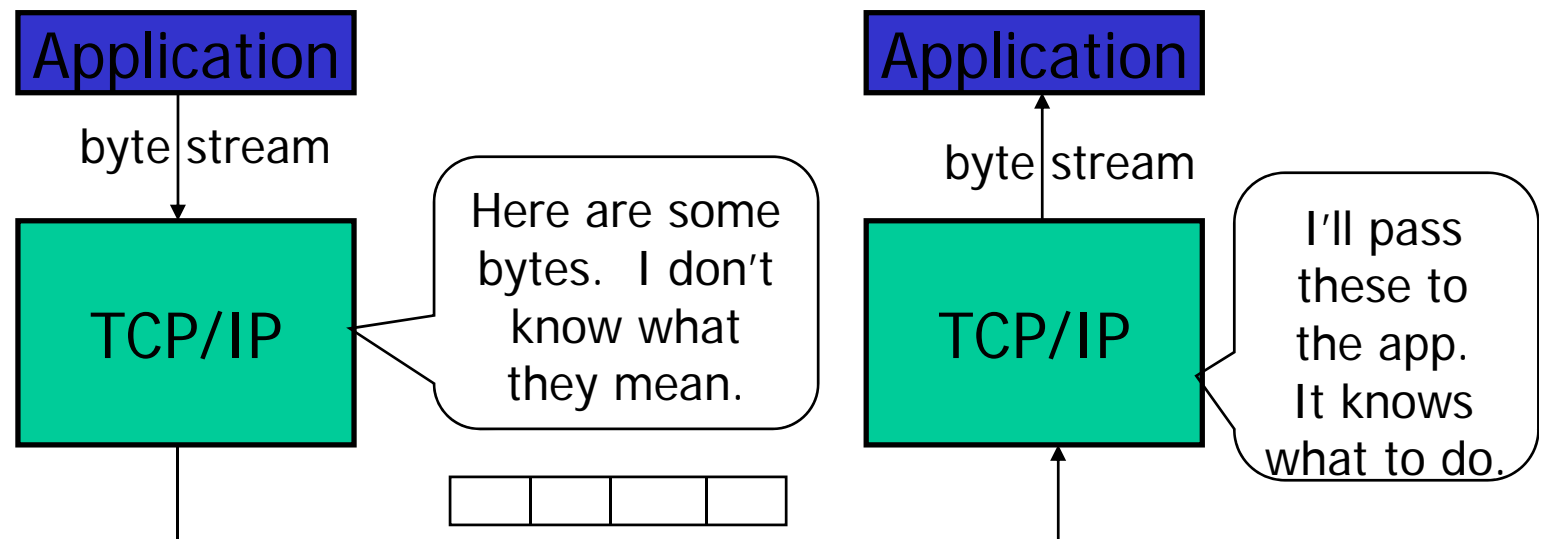 Application
byte stream
TCP/IP
Here are some
bytes. I don't
know what
they mean.
Application
byte stream
TCP/IP
I'll pass
these to
the app.
It knows
what to do.